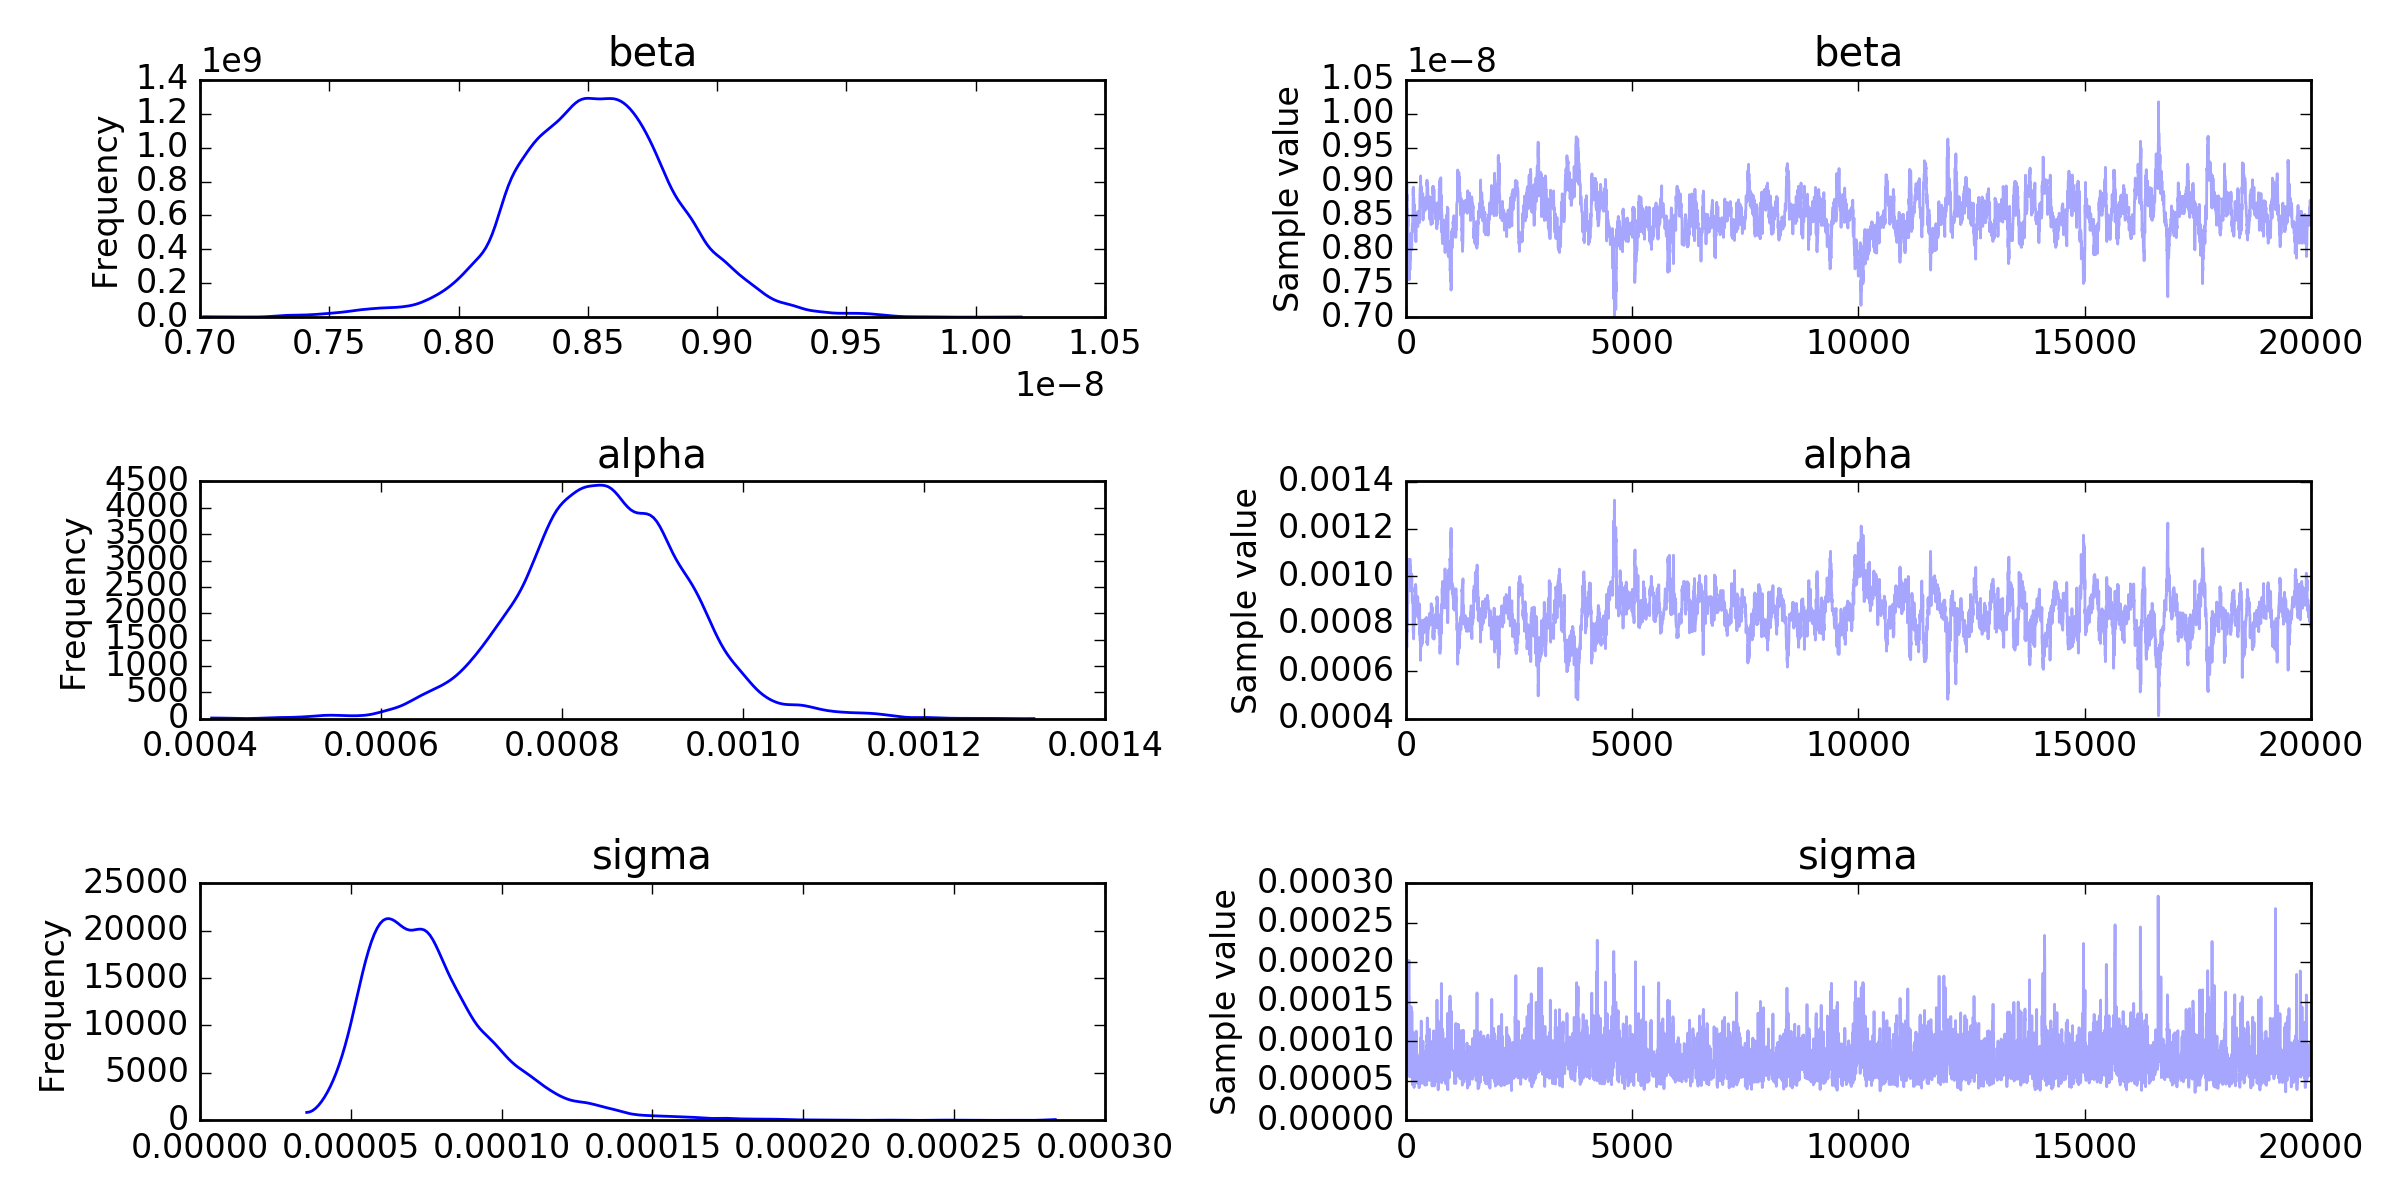 beta
1e9
Frequency
1.4
1.2
1.0
0.8
0.6
0.4
0.2
0.0
0.70 0.75 0.80 0.85 0.90 0.95 1.00 1.05
1e−8
beta
1e−8
Sample value
1.05
1.00
0.95
0.90
0.85
0.80
0.75
0.70
0 5000 10000 15000 20000
alpha
Frequency
4500
4000
3500
3000
2500
2000
1500
1000
500
0
0.0004 0.0006 0.0008 0.0010 0.0012 0.0014
alpha
Sample value
0.0014
0.0012
0.0010
0.0008
0.0006
0.0004
0 5000 10000 15000 20000
sigma
Frequency
25000
20000
15000
10000
5000
0
0.00000 0.00005 0.00010 0.00015 0.00020 0.00025 0.00030
sigma
Sample value
0.00030
0.00025
0.00020
0.00015
0.00010
0.00005
0.00000
0 5000 10000 15000 20000